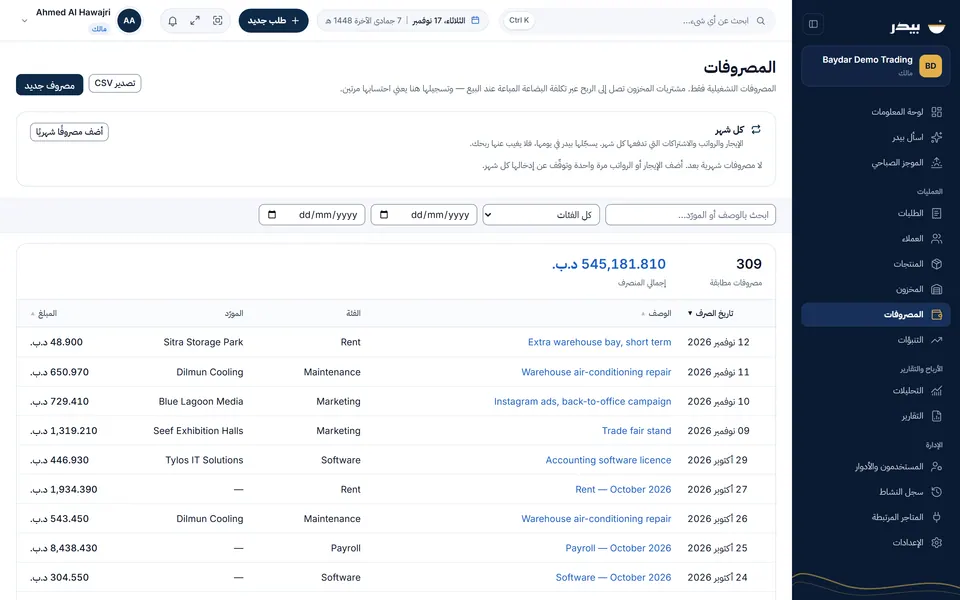 بيدر
BD
Baydar Demo Trading
مالك
لوحة المعلومات
اسأل بيدر
الموجز الصباحي
العمليات
الطلبات
العملاء
المنتجات
المخزون
المصروفات
التنبؤات
الأرباح والتقارير
التحليلات
التقارير
الإدارة
المستخدمون والأدوار
سجل النشاط
المتاجر المرتبطة
الإعدادات
ابحث عن أي شيء...
Ctrl K
الثلاثاء، 17 نوفمبر | 7 جمادى الآخرة 1448 هـ
+ طلب جديد
AA
Ahmed Al Hawajri
مالك
المصروفات
المصروفات التشغيلية فقط. مشتريات المخزون تصل إلى الربح عبر تكلفة البضاعة المباعة عند البيع — وتسجيلها هنا يعني احتسابها مرتين.
تصدير CSV
مصروف جديد
كل شهر
الإيجار والرواتب والاشتراكات التي تدفعها كل شهر. يسجّلها بيدر في يومها، فلا يغيب عنها ربحك.
لا مصروفات شهرية بعد. أضف الإيجار أو الرواتب مرة واحدة وتوقّف عن إدخالها كل شهر.
أضف مصروفًا شهريًا
ابحث بالوصف أو المورّد...
كل الفئات
dd/mm/yyyy
dd/mm/yyyy
309
مصروفات مطابقة
545,181.810 د.ب.
إجمالي المنصرف
تاريخ الصرف الوصف الفئة المورّد المبلغ
12 نوفمبر 2026 Extra warehouse bay, short term Rent Sitra Storage Park 48.900 د.ب.
11 نوفمبر 2026 Warehouse air-conditioning repair Maintenance Dilmun Cooling 650.970 د.ب.
10 نوفمبر 2026 Instagram ads, back-to-office campaign Marketing Blue Lagoon Media 729.410 د.ب.
09 نوفمبر 2026 Trade fair stand Marketing Seef Exhibition Halls 1,319.210 د.ب.
29 أكتوبر 2026 Accounting software licence Software Tylos IT Solutions 446.930 د.ب.
27 أكتوبر 2026 Rent — October 2026 Rent — 1,934.390 د.ب.
26 أكتوبر 2026 Warehouse air-conditioning repair Maintenance Dilmun Cooling 543.450 د.ب.
25 أكتوبر 2026 Payroll — October 2026 Payroll — 8,438.430 د.ب.
24 أكتوبر 2026 Software — October 2026 Software — 304.550 د.ب.